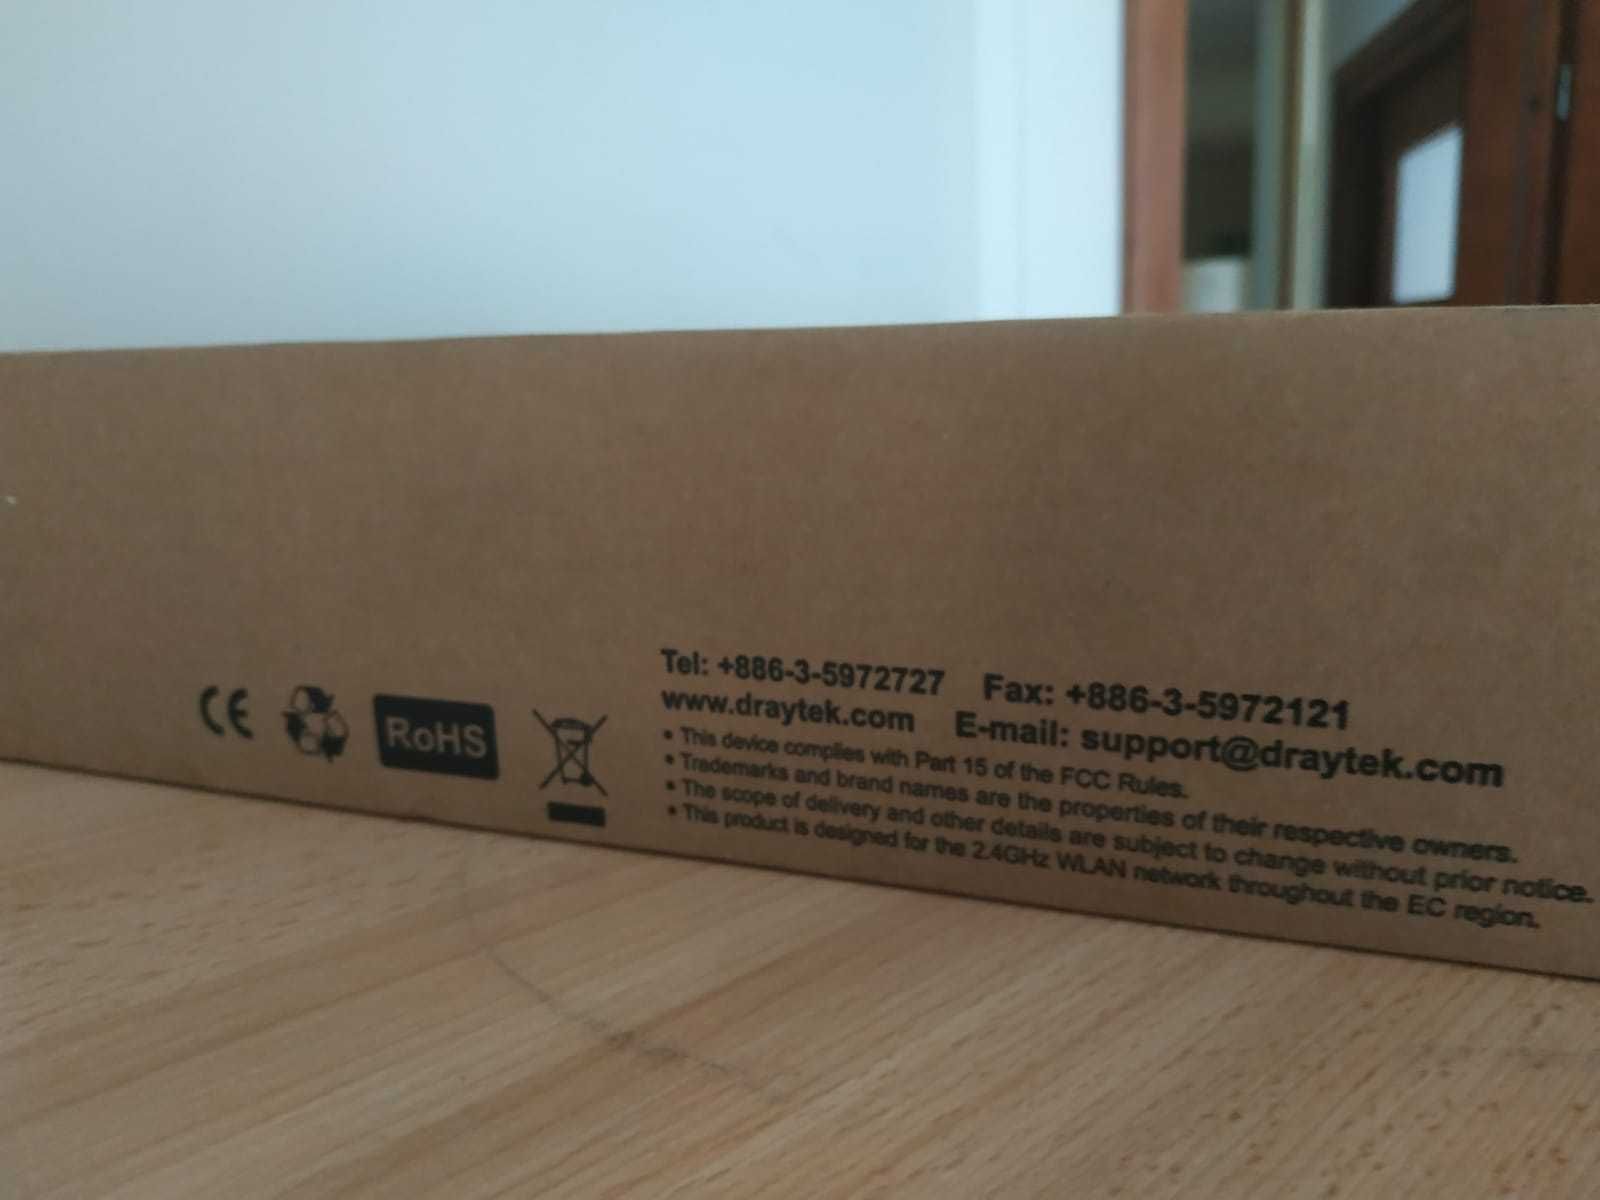 CE
RoHS
Tel: +886-3-5972727 Fax: +886-3-5972121
www.draytek.com E-mail: support@draytek.com
• This device complies with Part 15 of the FCC Rules.
• Trademarks and brand names are the properties of their respective owners.
• The scope of delivery and other details are subject to change without prior notice.
• This product is designed for the 2.4GHz WLAN network throughout the EC region.